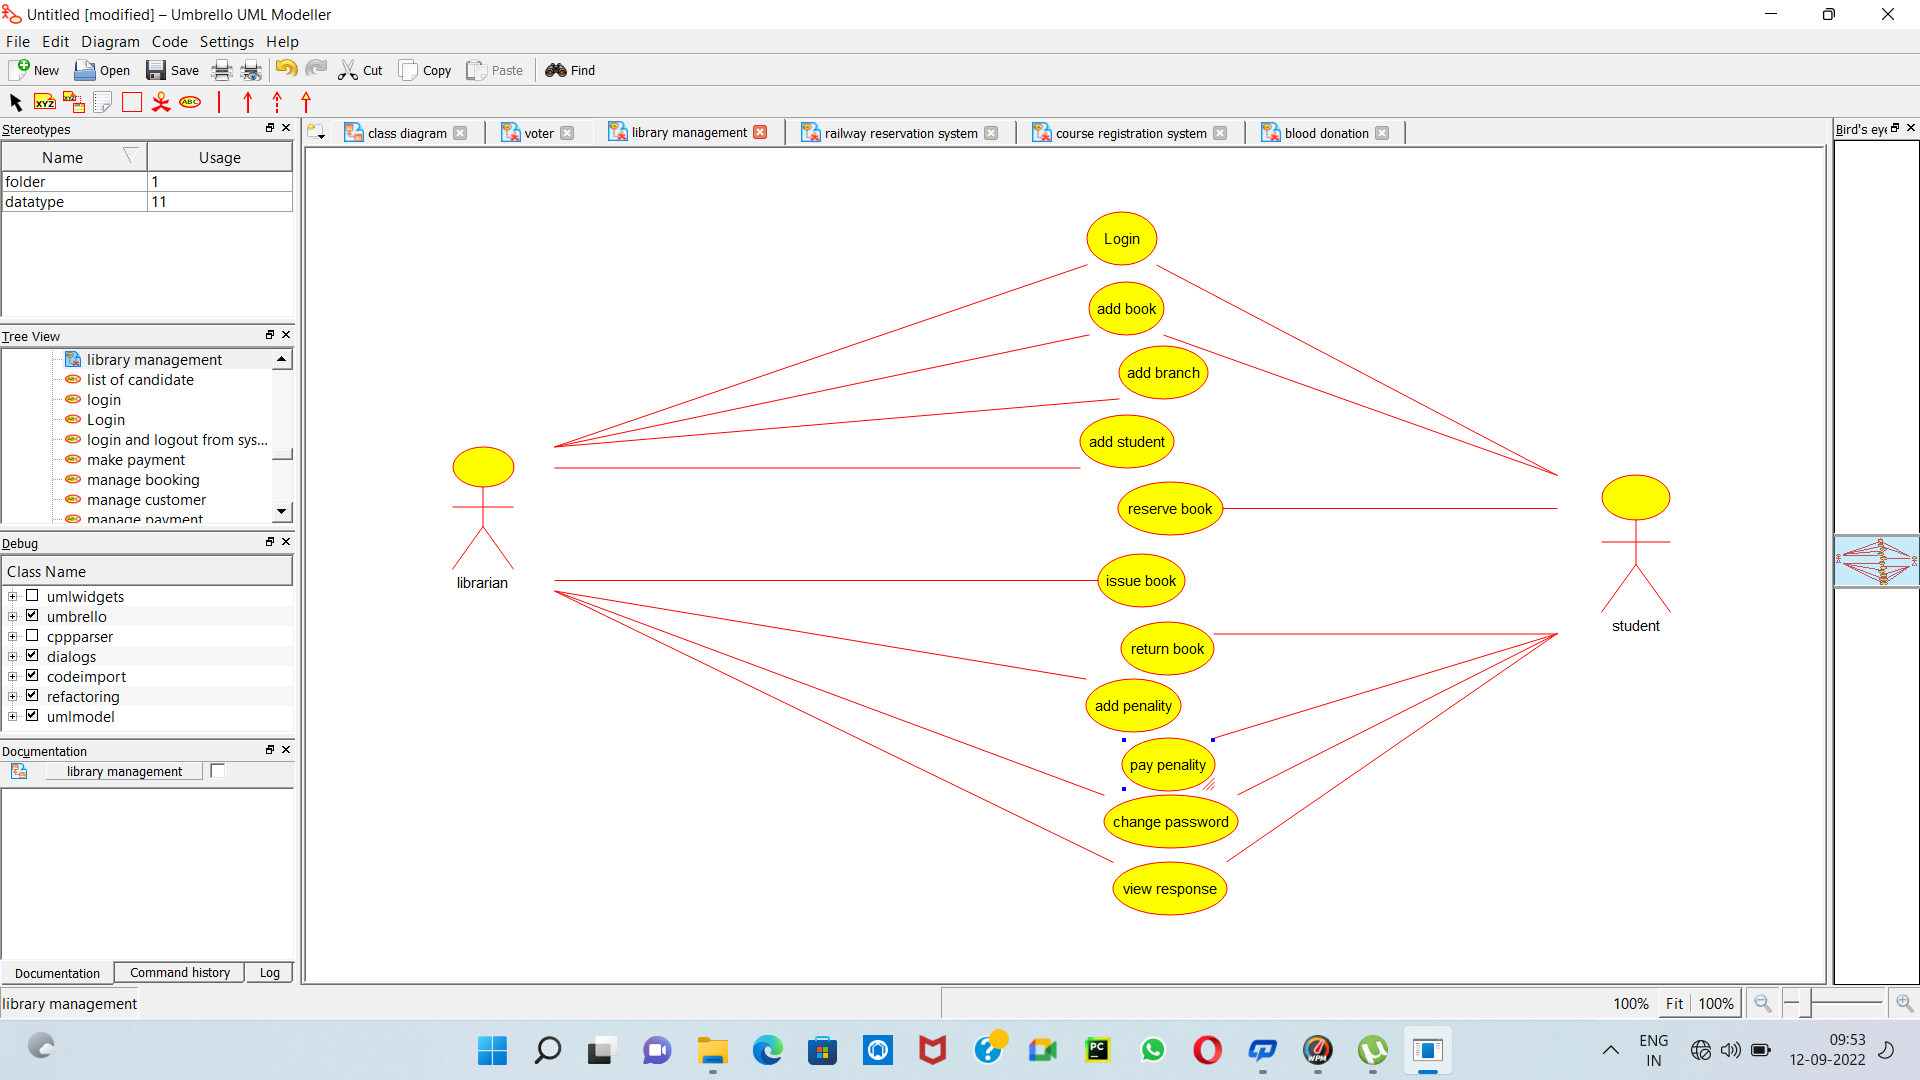 Untitled [modified] – Umbrello UML Modeller
File Edit Diagram Code Settings Help
New Open Save Cut Copy Paste Find
XYZ XYZ ABC
Stereotypes
class diagram voter library management railway reservation system course registration system blood donation
Bird's eye
Name Usage
folder 1
datatype 11
Tree View
library management
list of candidate
login
Login
login and logout from sys...
make payment
manage booking
manage customer
manage payment
Debug
Class Name
umlwidgets
umbrello
cppparser
dialogs
codeimport
refactoring
umlmodel
Documentation
library management
Documentation Command history Log
Login
add book
add branch
add student
reserve book
issue book
return book
add penality
pay penality
change password
view response
librarian
student
library management
100% Fit 100%
PC
WPM
ENG
IN
09:53
12-09-2022